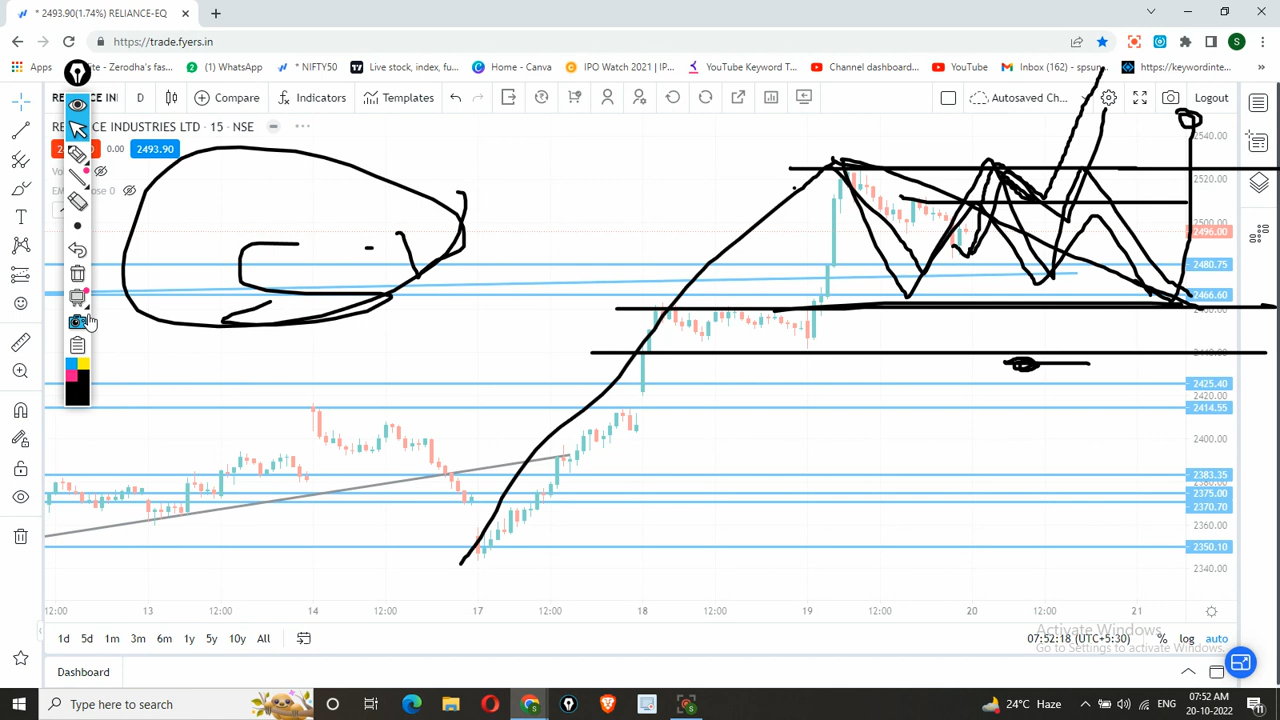 * 2493.90(1.74%) RELIANCE-EQ
https://trade.fyers.in
Apps
ite - Zerodha's fas...
(1) WhatsApp
* NIFTY50
Live stock, index, fu...
Home - Canva
IPO Watch 2021 | IP...
YouTube Keyword T...
Channel dashboard...
YouTube
Inbox (162) - spsun...
https://keywordinte...
D
Compare
Indicators
Templates
Autosaved Ch...
Logout
INDUSTRIES LTD · 15 · NSE
0.00
2493.90
2540.00
2520.00
2500.00
2496.00
2480.75
2466.60
2440.00
2425.40
2420.00
2414.55
2400.00
2383.35
2375.00
2370.70
2360.00
2350.10
2340.00
12:00
13
12:00
14
12:00
17
12:00
18
12:00
19
12:00
20
12:00
21
1d
5d
1m
3m
6m
1y
5y
10y
All
07:52:18 (UTC+5:30)
%
log
auto
Activate Windows
Go to Settings to activate Windows.
Dashboard
Type here to search
24°C Haze
ENG
07:52 AM
20-10-2022